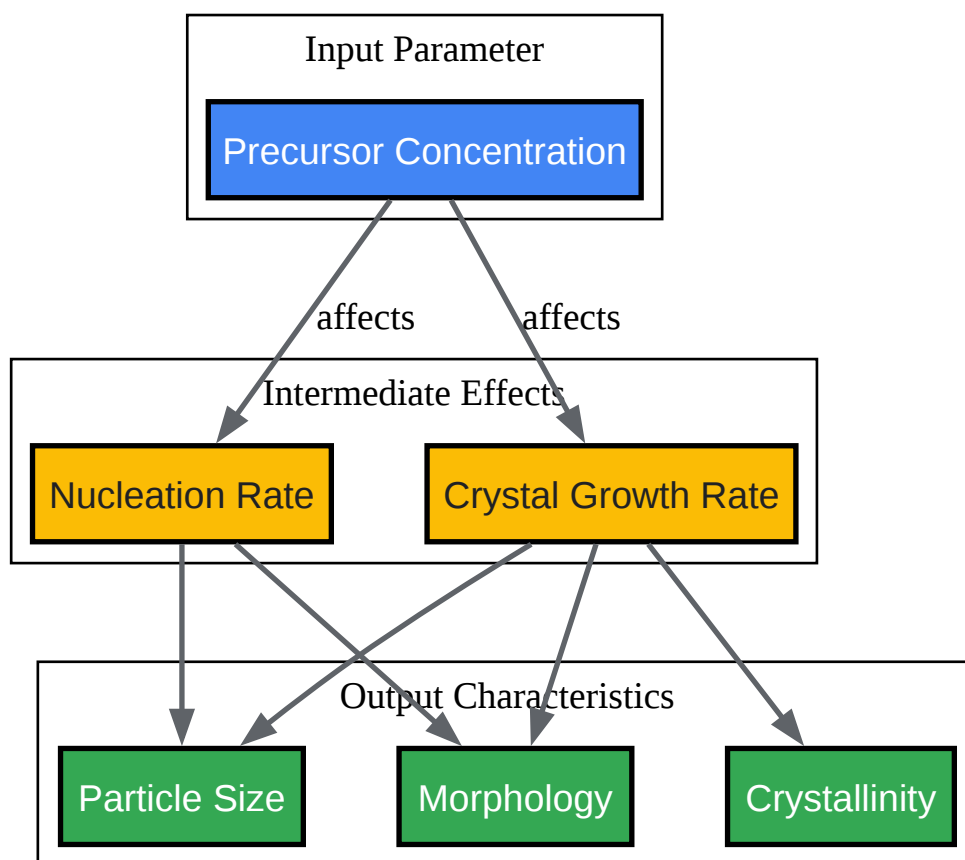 Input Parameter
Precursor Concentration
affects
affects
Intermediate Effects
Nucleation Rate
Crystal Growth Rate
Output Characteristics
Particle Size
Morphology
Crystallinity